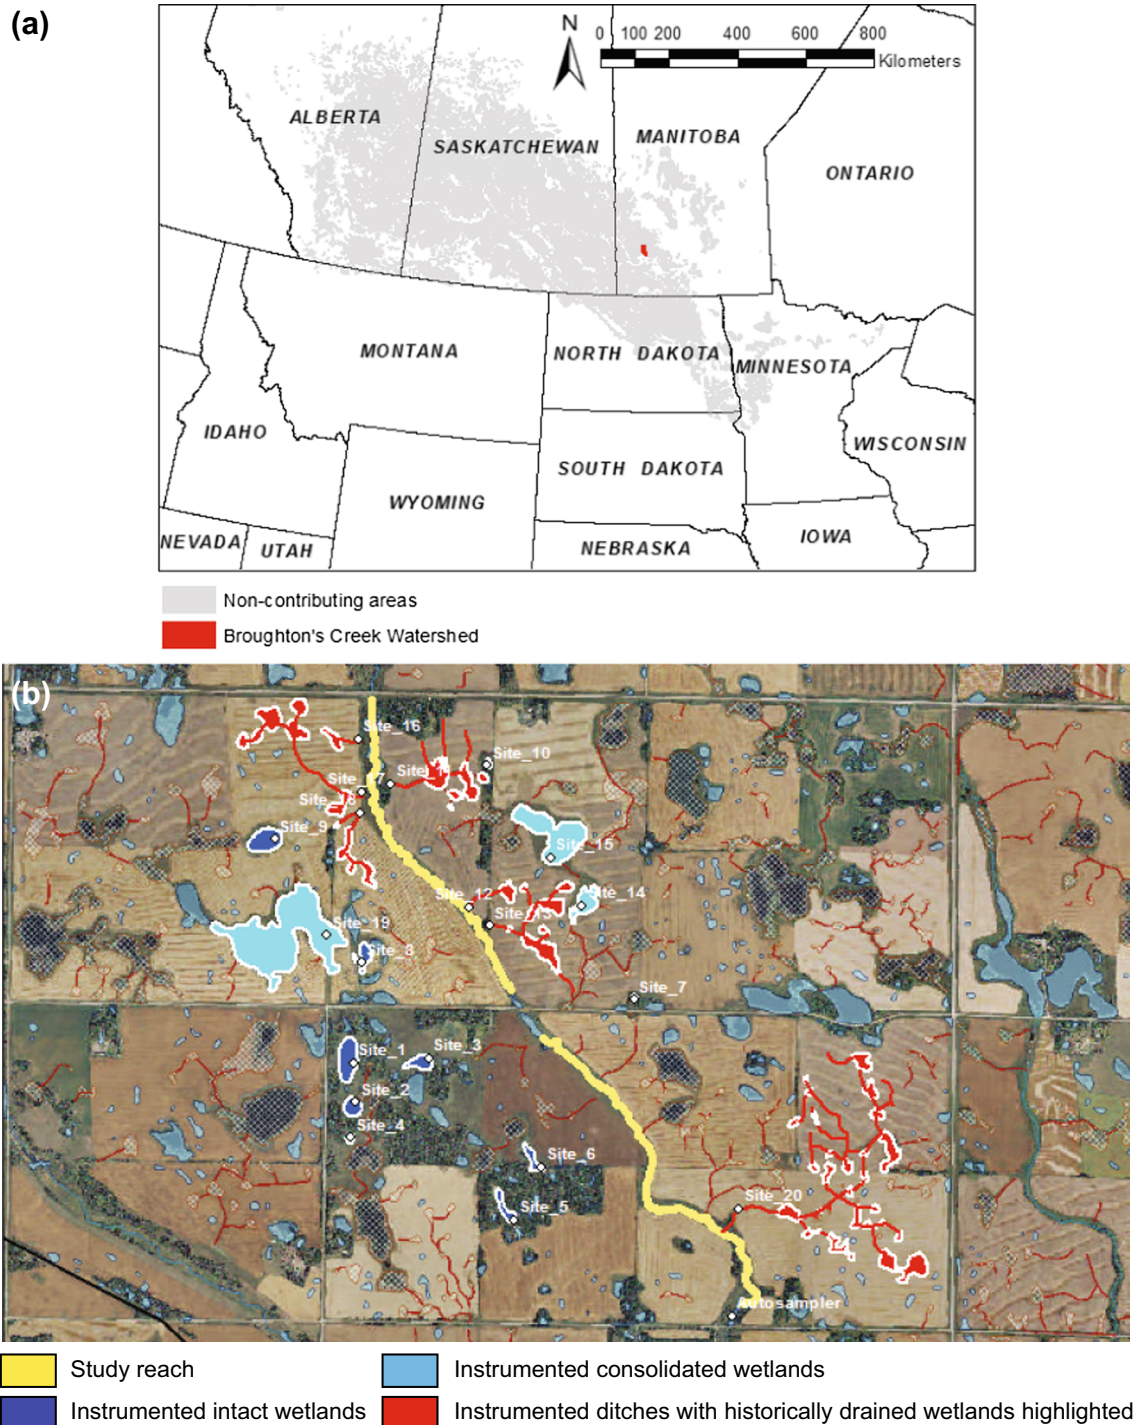 (a)
N
0 100 200 400 600 800
Kilometers
ALBERTA
SASKATCHEWAN
MANITOBA
ONTARIO
MONTANA
NORTH DAKOTA
MINNESOTA
IDAHO
WISCONSIN
SOUTH DAKOTA
WYOMING
NEVADA
UTAH
NEBRASKA
IOWA
Non-contributing areas
Broughton's Creek Watershed
(b)
Site_16
Site_10
Site_9
Site_15
Site_12
Site_14
Site_13
Site_19
Site_8
Site_7
Site_1
Site_3
Site_2
Site_4
Site_6
Site_5
Site_20
Autosampler
Study reach
Instrumented consolidated wetlands
Instrumented intact wetlands
Instrumented ditches with historically drained wetlands highlighted